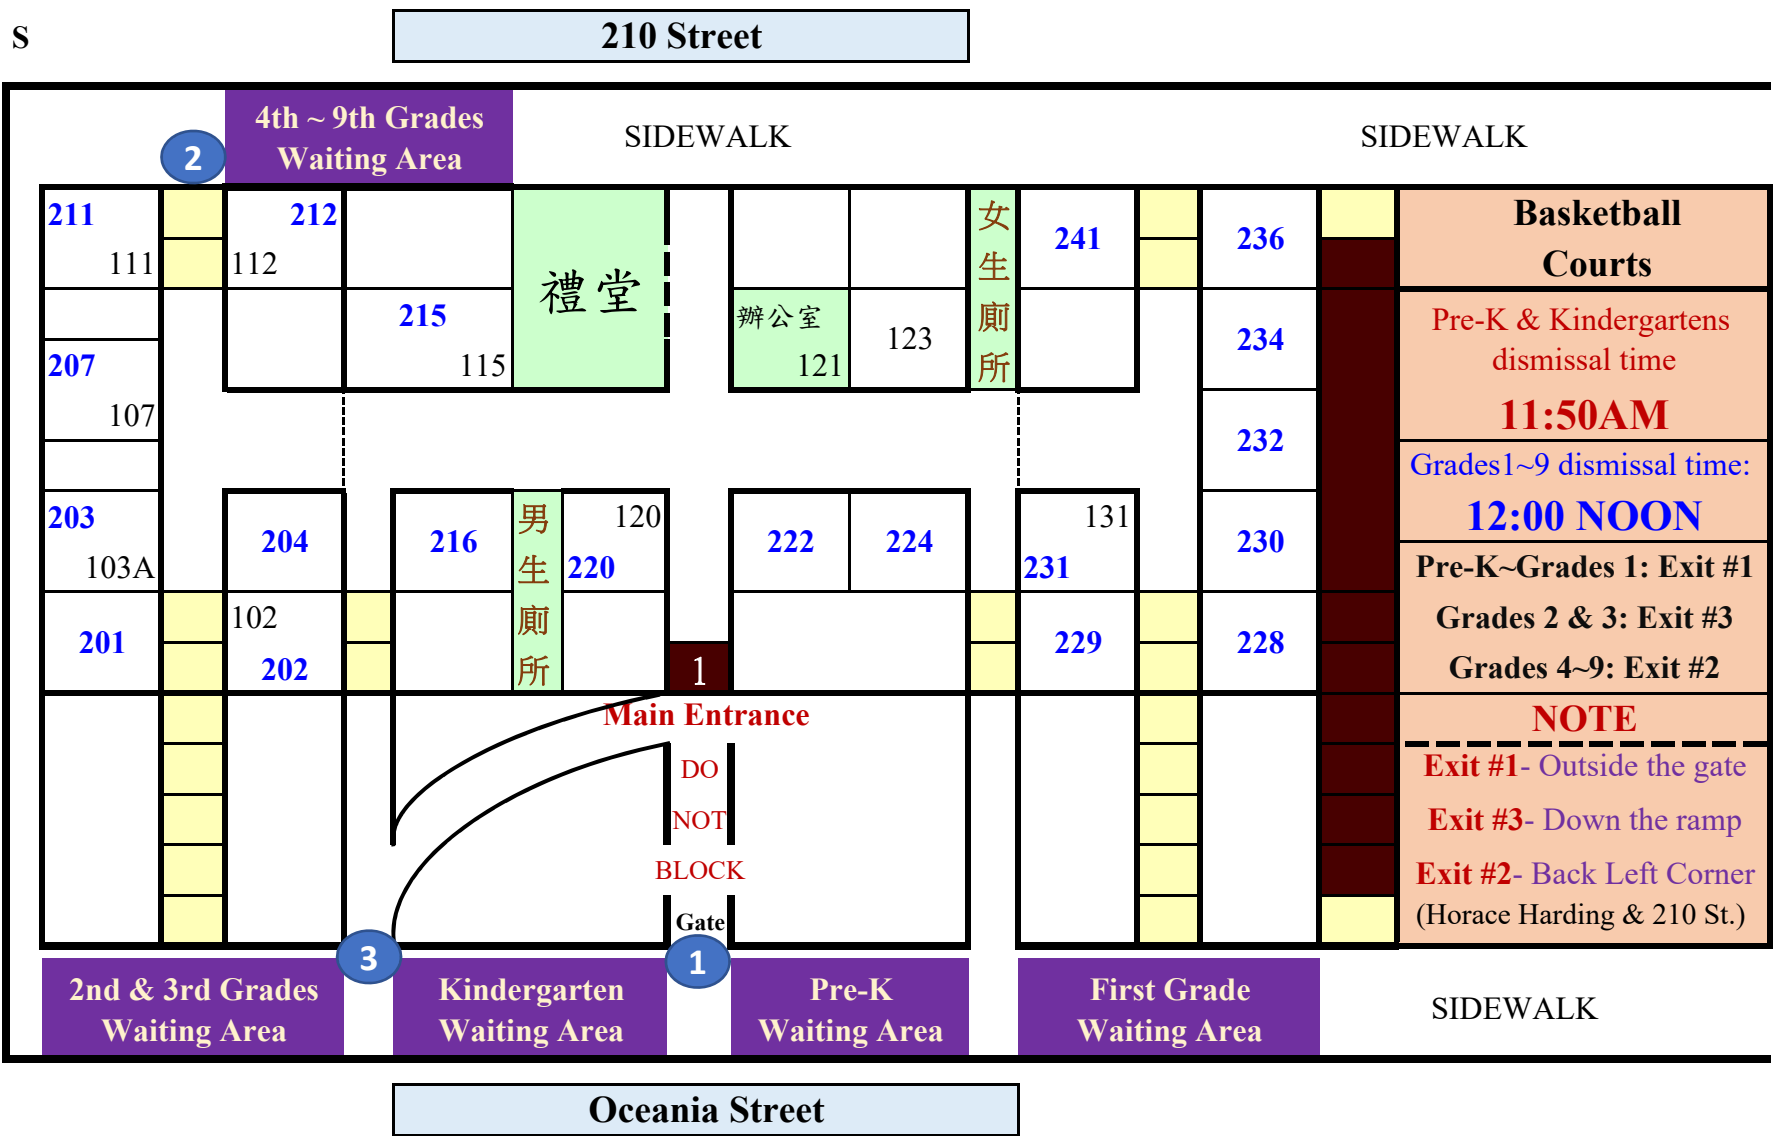 S
210 Street
4th ~ 9th Grades
Waiting Area
SIDEWALK
SIDEWALK
2
211
111
212
112
215
115
禮堂
辦公室
121
123
女生廁所
241
236
234
232
230
228
207
107
203
103A
201
204
102
202
216
男生廁所
120
220
222
224
131
231
229
1
Main Entrance
DO
NOT
BLOCK
Gate
3
1
Basketball
Courts
Pre-K & Kindergartens
dismissal time
11:50AM
Grades1~9 dismissal time:
12:00 NOON
Pre-K~Grades 1: Exit #1
Grades 2 & 3: Exit #3
Grades 4~9: Exit #2
NOTE
Exit #1- Outside the gate
Exit #3- Down the ramp
Exit #2- Back Left Corner
(Horace Harding & 210 St.)
2nd & 3rd Grades
Waiting Area
Kindergarten
Waiting Area
Pre-K
Waiting Area
First Grade
Waiting Area
SIDEWALK
Oceania Street